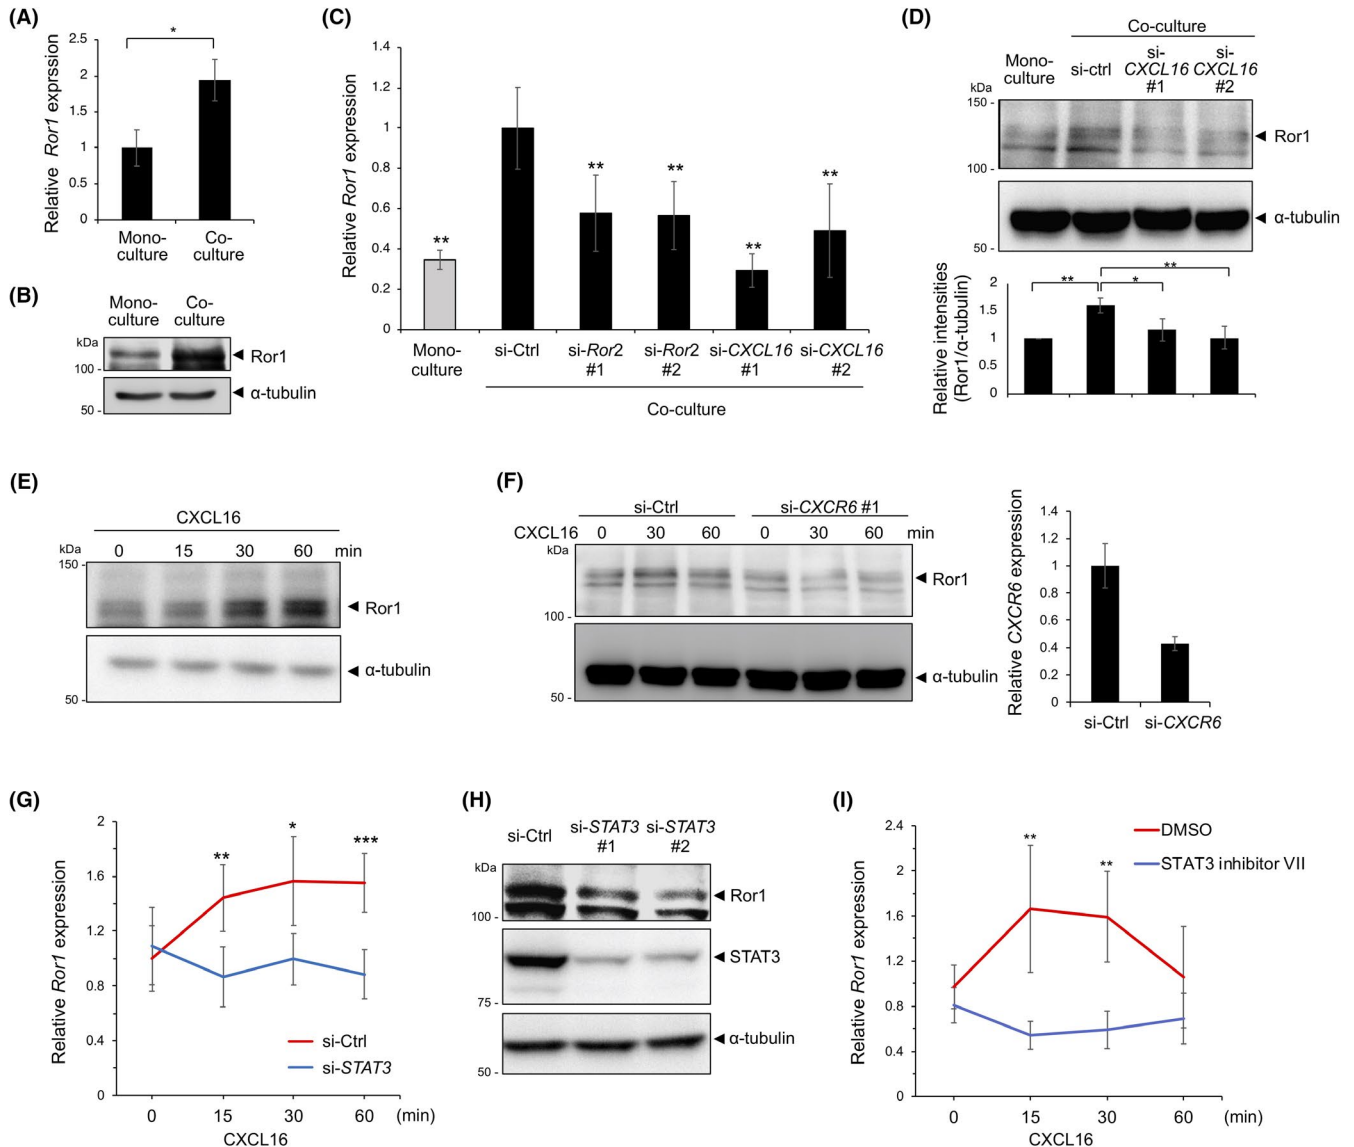 (A)
Relative Ror1 exprssion
2.5
2
1.5
1
0.5
0
*
Mono-
culture
Co-
culture
(B)
Mono-
culture
Co-
culture
kDa
100 -
50 -
Ror1
α-tubulin
(C)
Relative Ror1 expression
1.4
1.2
1
0.8
0.6
0.4
0.2
0
**
**
**
**
**
Mono-
culture
si-Ctrl
si-Ror2
#1
si-Ror2
#2
si-CXCL16
#1
si-CXCL16
#2
Co-culture
(D)
Co-culture
Mono-
culture
si-ctrl
si-
CXCL16
#1
si-
CXCL16
#2
kDa
150 -
100 -
50 -
Ror1
α-tubulin
Relative intensities
(Ror1/α-tubulin)
2
1.5
1
0.5
0
**
*
**
(E)
CXCL16
0 15 30 60 min
kDa
150 -
50 -
Ror1
α-tubulin
(F)
si-Ctrl si-CXCR6 #1
CXCL16 0 30 60 0 30 60 min
kDa
100 -
50 -
Ror1
α-tubulin
Relative CXCR6 expression
1.4
1.2
1
0.8
0.6
0.4
0.2
0
si-Ctrl si-CXCR6
(G)
Relative Ror1 expression
2
1.6
1.2
0.8
0.4
0
**
*
***
si-Ctrl
si-STAT3
0 15 30 60 (min)
CXCL16
(H)
si-Ctrl
si-STAT3
#1
si-STAT3
#2
kDa
100 -
75 -
50 -
Ror1
STAT3
α-tubulin
(I)
Relative Ror1 expression
2.4
2
1.6
1.2
0.8
0.4
0
**
**
DMSO
STAT3 inhibitor VII
0 15 30 60 (min)
CXCL16